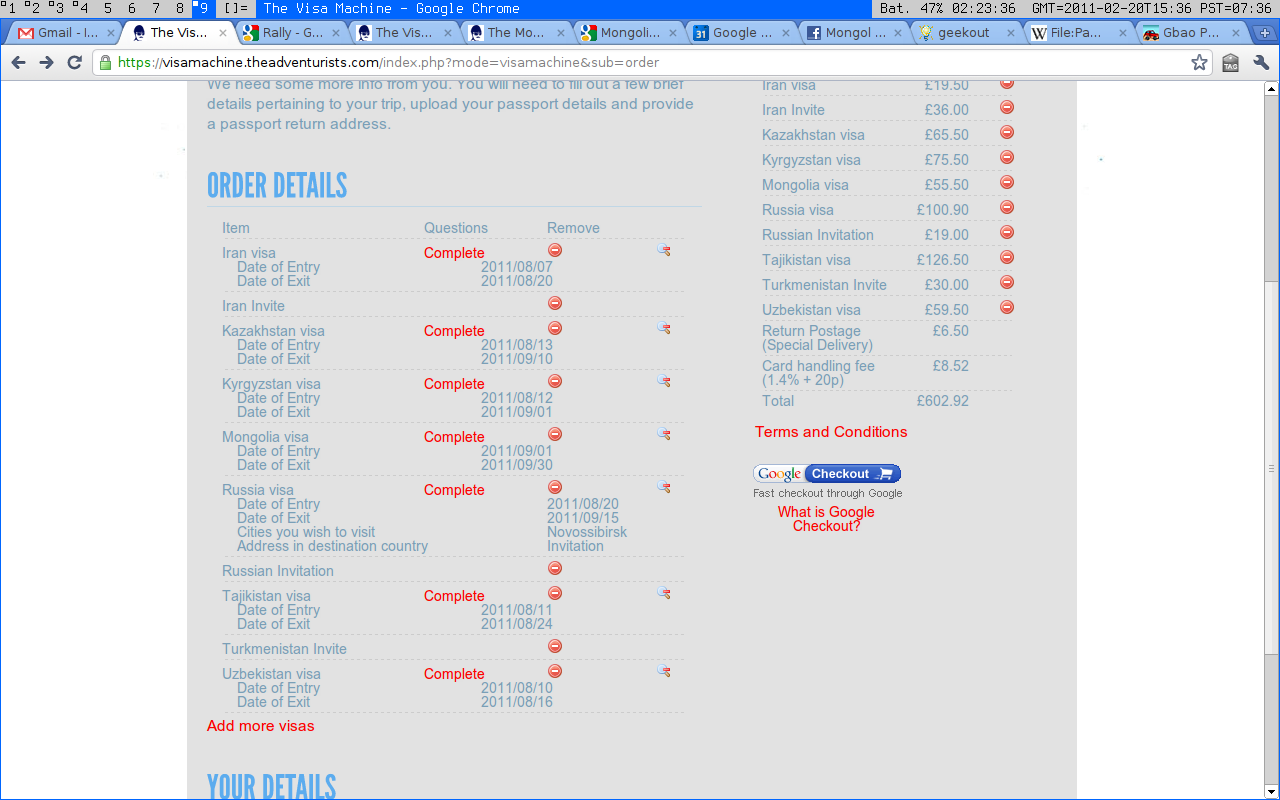 1 2 3 4 5 6 7 8 9 []= The Visa Machine - Google Chrome Bat. 47% 02:23:36 GMT=2011-02-20T15:36 PST=07:36
Gmail - I... The Vis... Rally - G... The Vis... The Mo... Mongoli... Google ... Mongol ... geekout File:Pa... Gbao P...
https://visamachine.theadventurists.com/index.php?mode=visamachine&sub=order TAG
We need some more info from you. You will need to fill out a few brief
details pertaining to your trip, upload your passport details and provide
a passport return address.
ORDER DETAILS
Item Questions Remove
Iran visa Complete
Date of Entry 2011/08/07
Date of Exit 2011/08/20
Iran Invite
Kazakhstan visa Complete
Date of Entry 2011/08/13
Date of Exit 2011/09/10
Kyrgyzstan visa Complete
Date of Entry 2011/08/12
Date of Exit 2011/09/01
Mongolia visa Complete
Date of Entry 2011/09/01
Date of Exit 2011/09/30
Russia visa Complete
Date of Entry 2011/08/20
Date of Exit 2011/09/15
Cities you wish to visit Novossibirsk
Address in destination country Invitation
Russian Invitation
Tajikistan visa Complete
Date of Entry 2011/08/11
Date of Exit 2011/08/24
Turkmenistan Invite
Uzbekistan visa Complete
Date of Entry 2011/08/10
Date of Exit 2011/08/16
Add more visas
YOUR DETAILS
Iran visa £19.50
Iran Invite £36.00
Kazakhstan visa £65.50
Kyrgyzstan visa £75.50
Mongolia visa £55.50
Russia visa £100.90
Russian Invitation £19.00
Tajikistan visa £126.50
Turkmenistan Invite £30.00
Uzbekistan visa £59.50
Return Postage £6.50
(Special Delivery)
Card handling fee £8.52
(1.4% + 20p)
Total £602.92
Terms and Conditions
Google Checkout
Fast checkout through Google
What is Google
Checkout?